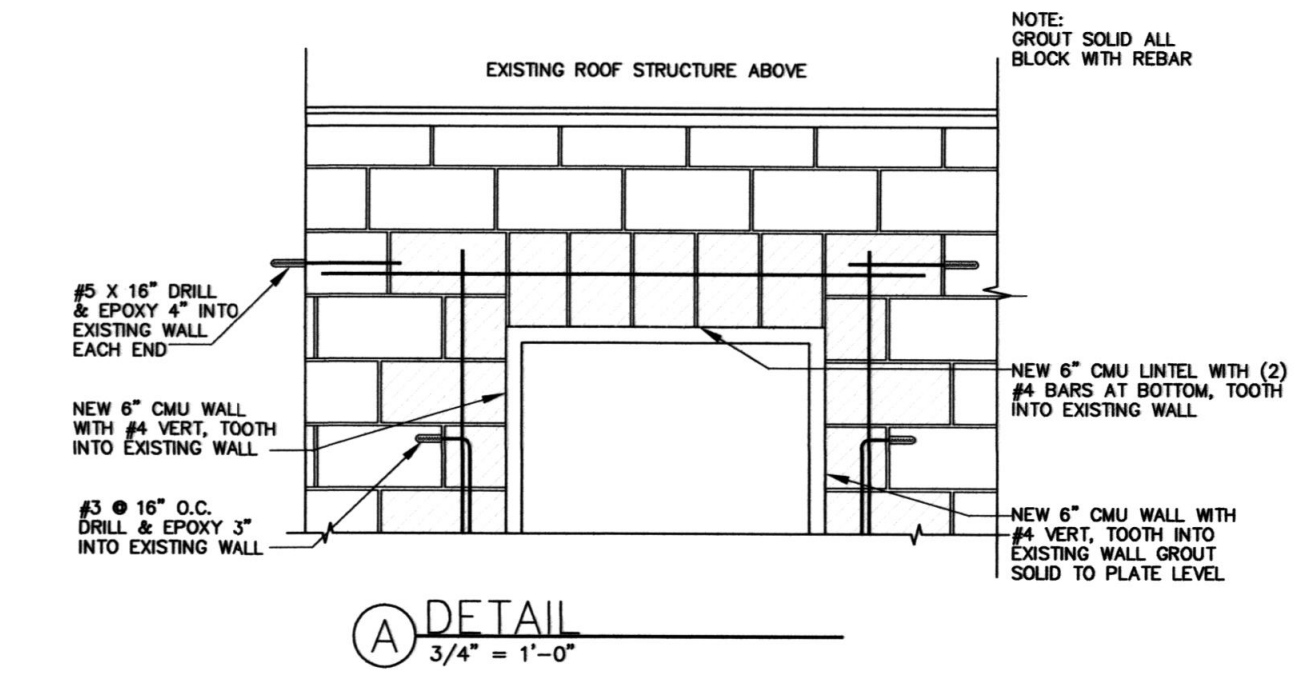 NOTE:
GROUT SOLID ALL
BLOCK WITH REBAR
EXISTING ROOF STRUCTURE ABOVE
#5 X 16" DRILL
& EPOXY 4" INTO
EXISTING WALL
EACH END
NEW 6" CMU WALL
WITH #4 VERT, TOOTH
INTO EXISTING WALL
#3 @ 16" O.C.
DRILL & EPOXY 3"
INTO EXISTING WALL
NEW 6" CMU LINTEL WITH (2)
#4 BARS AT BOTTOM, TOOTH
INTO EXISTING WALL
NEW 6" CMU WALL WITH
#4 VERT, TOOTH INTO
EXISTING WALL GROUT
SOLID TO PLATE LEVEL
A DETAIL
3/4" = 1'-0"